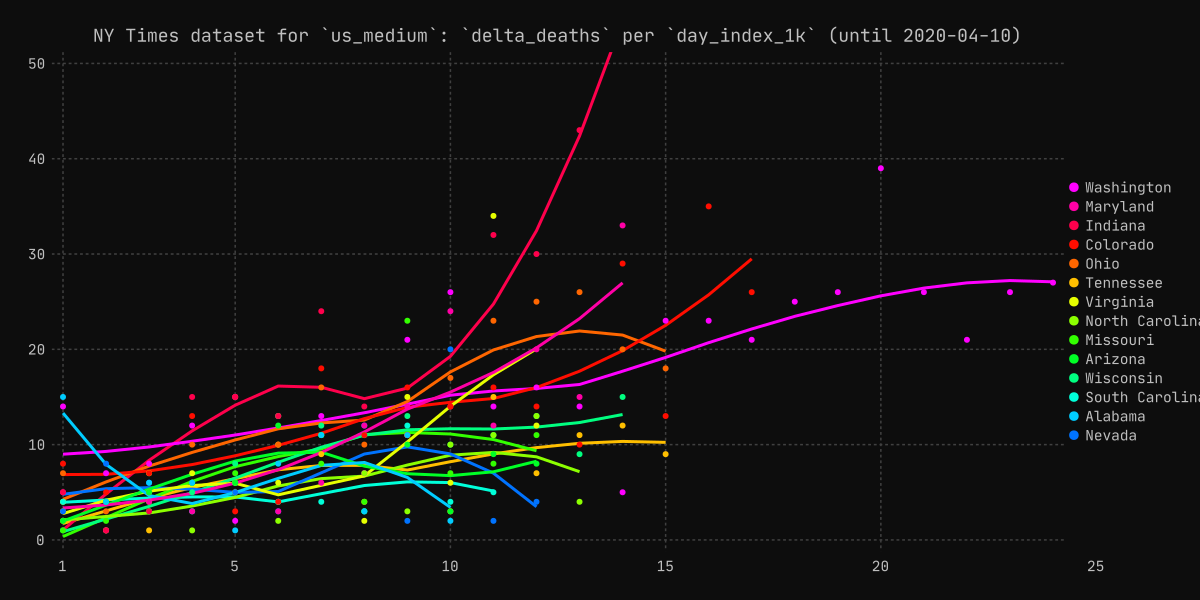 NY Times dataset for `us_medium`: `delta_deaths` per `day_index_1k` (until 2020-04-10)
50
40
30
20
10
0
1
5
10
15
20
25
Washington
Maryland
Indiana
Colorado
Ohio
Tennessee
Virginia
North Carolina
Missouri
Arizona
Wisconsin
South Carolina
Alabama
Nevada